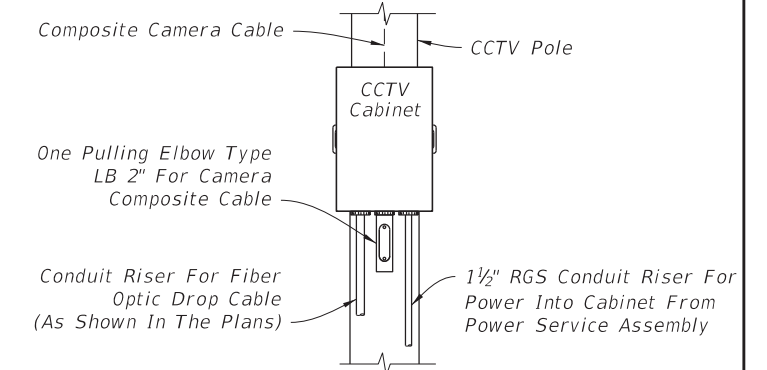 Composite Camera Cable
CCTV Pole
CCTV
Cabinet
One Pulling Elbow Type
LB 2" For Camera
Composite Cable
Conduit Riser For Fiber
Optic Drop Cable
(As Shown In The Plans)
1½" RGS Conduit Riser For
Power Into Cabinet From
Power Service Assembly